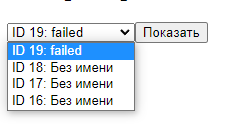 ID 19: failed Показать
ID 19: failed
ID 18: Без имени
ID 17: Без имени
ID 16: Без имени